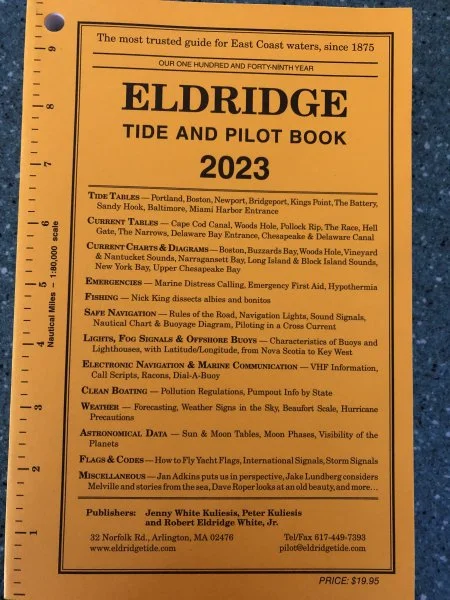 The most trusted guide for East Coast waters, since 1875
OUR ONE HUNDRED AND FORTY-NINTH YEAR
ELDRIDGE
TIDE AND PILOT BOOK
2023
TIDE TABLES — Portland, Boston, Newport, Bridgeport, Kings Point, The Battery,
Sandy Hook, Baltimore, Miami Harbor Entrance
CURRENT TABLES — Cape Cod Canal, Woods Hole, Pollock Rip, The Race, Hell
Gate, The Narrows, Delaware Bay Entrance, Chesapeake & Delaware Canal
CURRENT CHARTS & DIAGRAMS — Boston, Buzzards Bay, Woods Hole, Vineyard
& Nantucket Sounds, Narragansett Bay, Long Island & Block Island Sounds,
New York Bay, Upper Chesapeake Bay
EMERGENCIES — Marine Distress Calling, Emergency First Aid, Hypothermia
FISHING — Nick King dissects albies and bonitos
SAFE NAVIGATION — Rules of the Road, Navigation Lights, Sound Signals,
Nautical Chart & Buoyage Diagram, Piloting in a Cross Current
LIGHTS, FOG SIGNALS & OFFSHORE BUOYS — Characteristics of Buoys and
Lighthouses, with Latitude/Longitude, from Nova Scotia to Key West
ELECTRONIC NAVIGATION & MARINE COMMUNICATION — VHF Information,
Call Scripts, Racons, Dial-A-Buoy
CLEAN BOATING — Pollution Regulations, Pumpout Info by State
WEATHER — Forecasting, Weather Signs in the Sky, Beaufort Scale, Hurricane
Precautions
ASTRONOMICAL DATA — Sun & Moon Tables, Moon Phases, Visibility of the
Planets
FLAGS & CODES — How to Fly Yacht Flags, International Signals, Storm Signals
MISCELLANEOUS — Jan Adkins puts us in perspective, Jake Lundberg considers
Melville and stories from the sea, Dave Roper looks at an old beauty, and more...
Publishers: Jenny White Kuliesis, Peter Kuliesis
and Robert Eldridge White, Jr.
32 Norfolk Rd., Arlington, MA 02476
Tel/Fax 617-449-7393
www.eldridgetide.com
pilot@eldridgetide.com
PRICE: $19.95
Nautical Miles – 1:80,000 scale
9
8
7
6
5
4
3
2
1